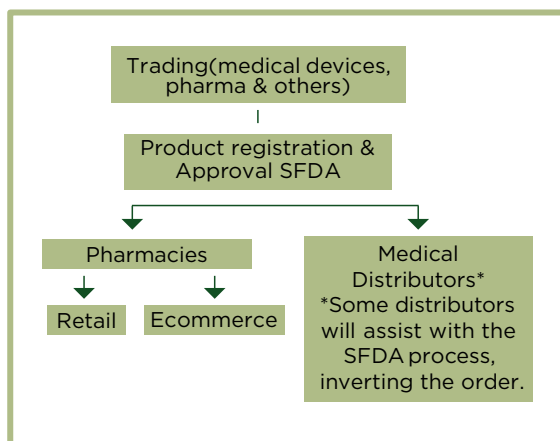 Trading(medical devices,
pharma & others)
Product registration &
Approval SFDA
Pharmacies
Retail
Ecommerce
Medical
Distributors*
*Some distributors
will assist with the
SFDA process,
inverting the order.